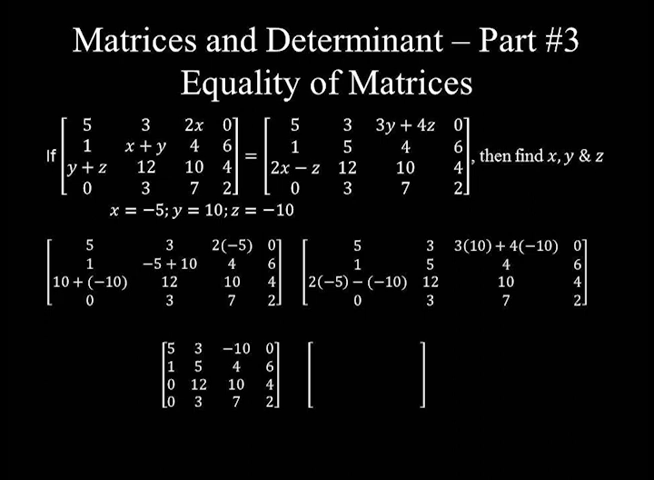 Matrices and Determinant – Part #3
Equality of Matrices
If [ 5 3 2x 0 ] = [ 5 3 3y + 4z 0 ] , then find x, y & z
1 x + y 4 6 1 5 4 6
y + z 12 10 4 2x − z 12 10 4
0 3 7 2 0 3 7 2
x = −5; y = 10; z = −10
[ 5 3 2(−5) 0 ] [ 5 3 3(10) + 4(−10) 0 ]
1 −5 + 10 4 6 1 5 4 6
10 + (−10) 12 10 4 2(−5) − (−10) 12 10 4
0 3 7 2 0 3 7 2
[ 5 3 −10 0 ] [ ]
1 5 4 6
0 12 10 4
0 3 7 2